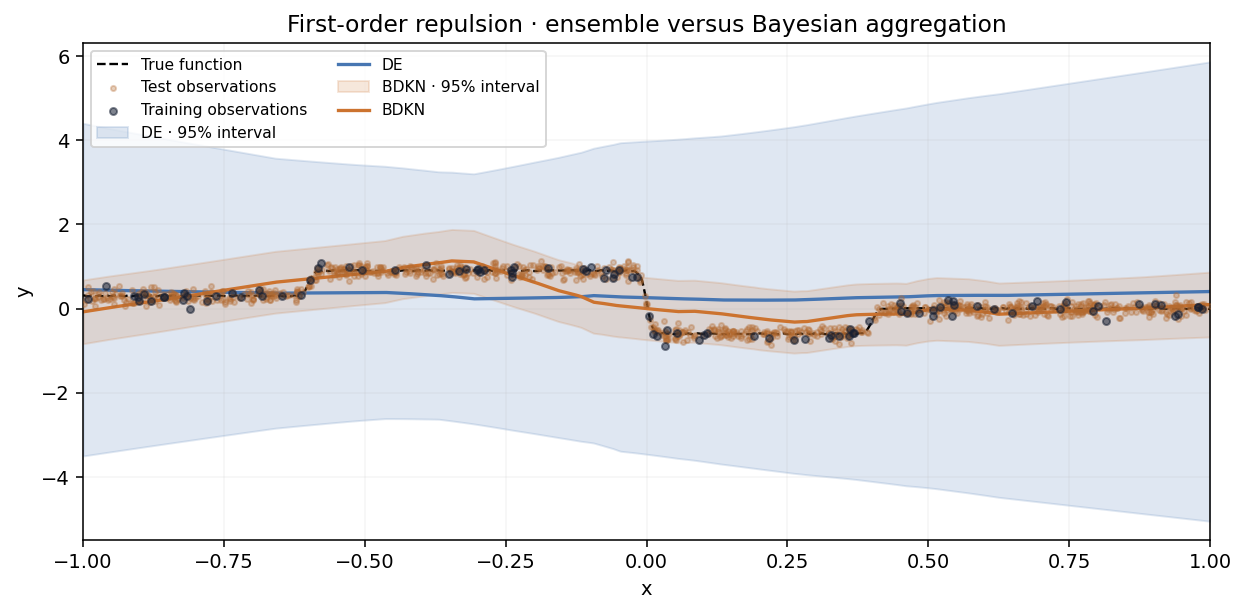 First-order repulsion · ensemble versus Bayesian aggregation
True function
Test observations
Training observations
DE · 95% interval
DE
BDKN · 95% interval
BDKN
y
6
4
2
0
−2
−4
−1.00 −0.75 −0.50 −0.25 0.00 0.25 0.50 0.75 1.00
x